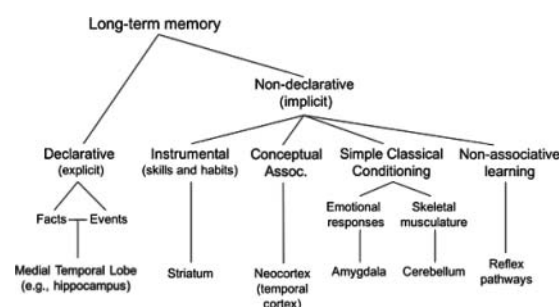 Long-term memory
Non-declarative
(implicit)
Declarative
(explicit)
Instrumental
(skills and habits)
Conceptual
Assoc.
Simple Classical
Conditioning
Non-associative
learning
Facts
Events
Emotional
responses
Skeletal
musculature
Medial Temporal Lobe
(e.g., hippocampus)
Striatum
Neocortex
(temporal
cortex)
Amygdala
Cerebellum
Reflex
pathways